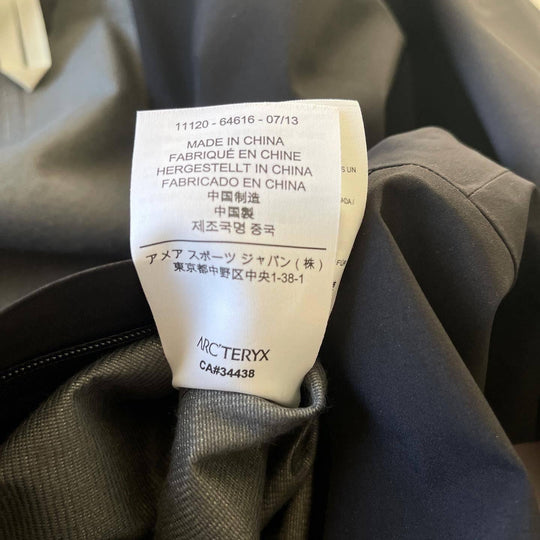 11120 - 64616 - 07/13
MADE IN CHINA
FABRIQUÉ EN CHINE
HERGESTELLT IN CHINA
FABRICADO EN CHINA
中国制造
中國製
제조국명 중국
アメア スポーツ ジャパン ( 株 )
東京都中野区中央1-38-1
ARC'TERYX
CA#34438